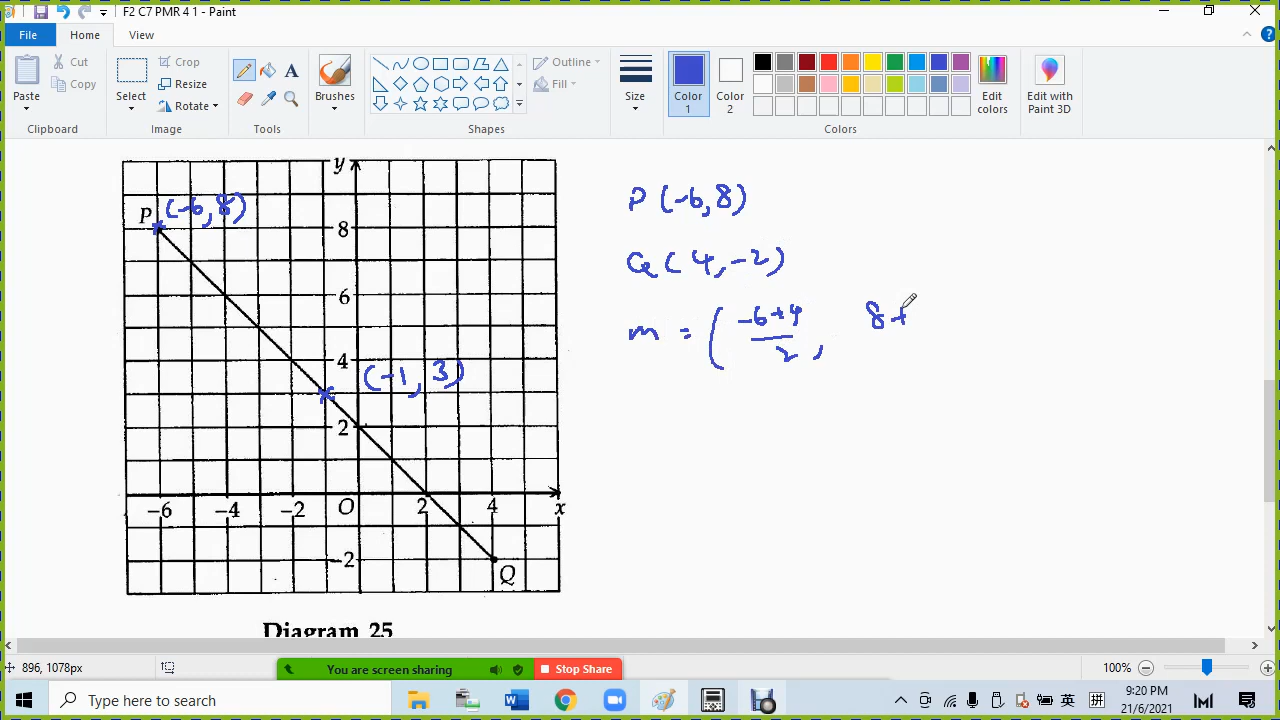 F2 C7 PMR 4 1 - Paint
File Home View
Paste Cut Copy Clipboard
Select Crop Resize Rotate Image
A Tools
Brushes
Outline Fill Shapes
Size
Color 1 Color 2 Edit colors Edit with Paint 3D Colors
y
P (-6,8)
8
6
4 (-1, 3)
2
-6 -4 -2 O 2 4 x
-2
Q
Diagram 25
P (-6,8)
Q (4,-2)
m = ( -6+4 / 2 , 8+
896, 1078px 100%
You are screen sharing Stop Share
Type here to search
英 拼 9:20 PM
21/6/2021